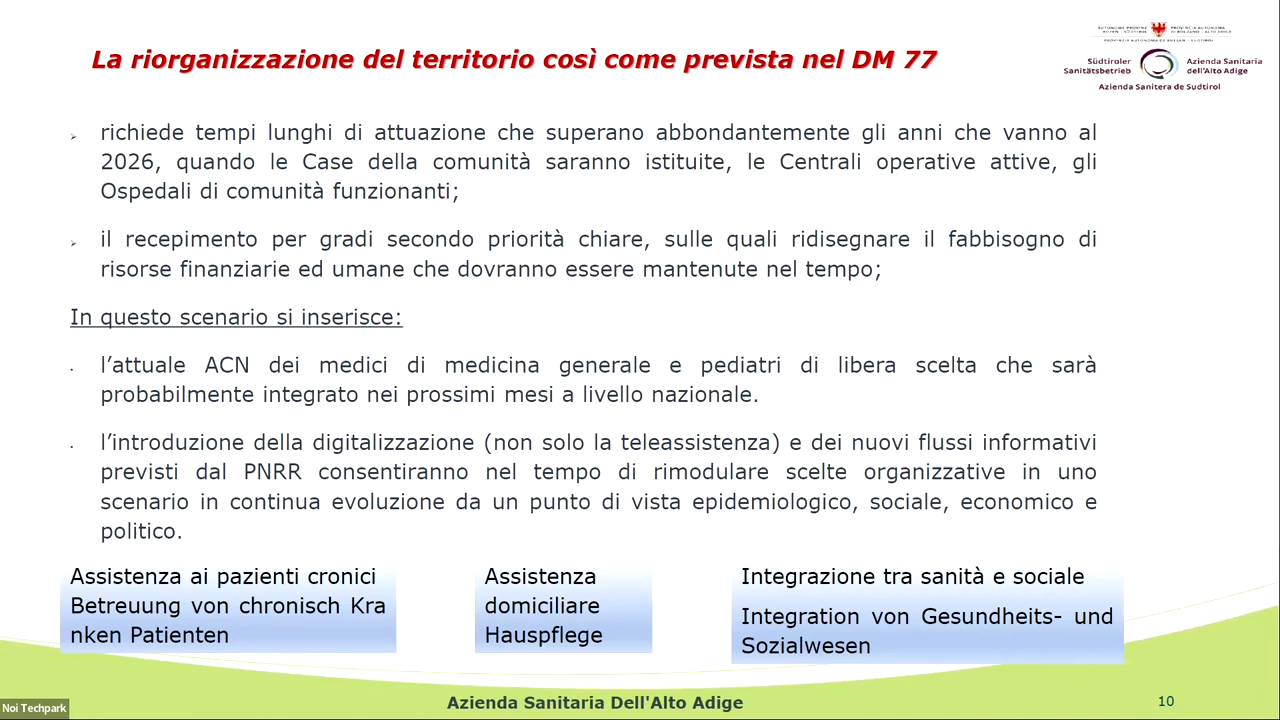 La riorganizzazione del territorio così come prevista nel DM 77
Südtiroler Sanitätsbetrieb
Azienda Sanitaria dell'Alto Adige
Azienda Sanitera de Sudtirol
richiede tempi lunghi di attuazione che superano abbondantemente gli anni che vanno al
2026, quando le Case della comunità saranno istituite, le Centrali operative attive, gli
Ospedali di comunità funzionanti;
il recepimento per gradi secondo priorità chiare, sulle quali ridisegnare il fabbisogno di
risorse finanziarie ed umane che dovranno essere mantenute nel tempo;
In questo scenario si inserisce:
l’attuale ACN dei medici di medicina generale e pediatri di libera scelta che sarà
probabilmente integrato nei prossimi mesi a livello nazionale.
l’introduzione della digitalizzazione (non solo la teleassistenza) e dei nuovi flussi informativi
previsti dal PNRR consentiranno nel tempo di rimodulare scelte organizzative in uno
scenario in continua evoluzione da un punto di vista epidemiologico, sociale, economico e
politico.
Assistenza ai pazienti cronici
Betreuung von chronisch Kra
nken Patienten
Assistenza
domiciliare
Hauspflege
Integrazione tra sanità e sociale
Integration von Gesundheits- und
Sozialwesen
Azienda Sanitaria Dell'Alto Adige
10
Noi Techpark